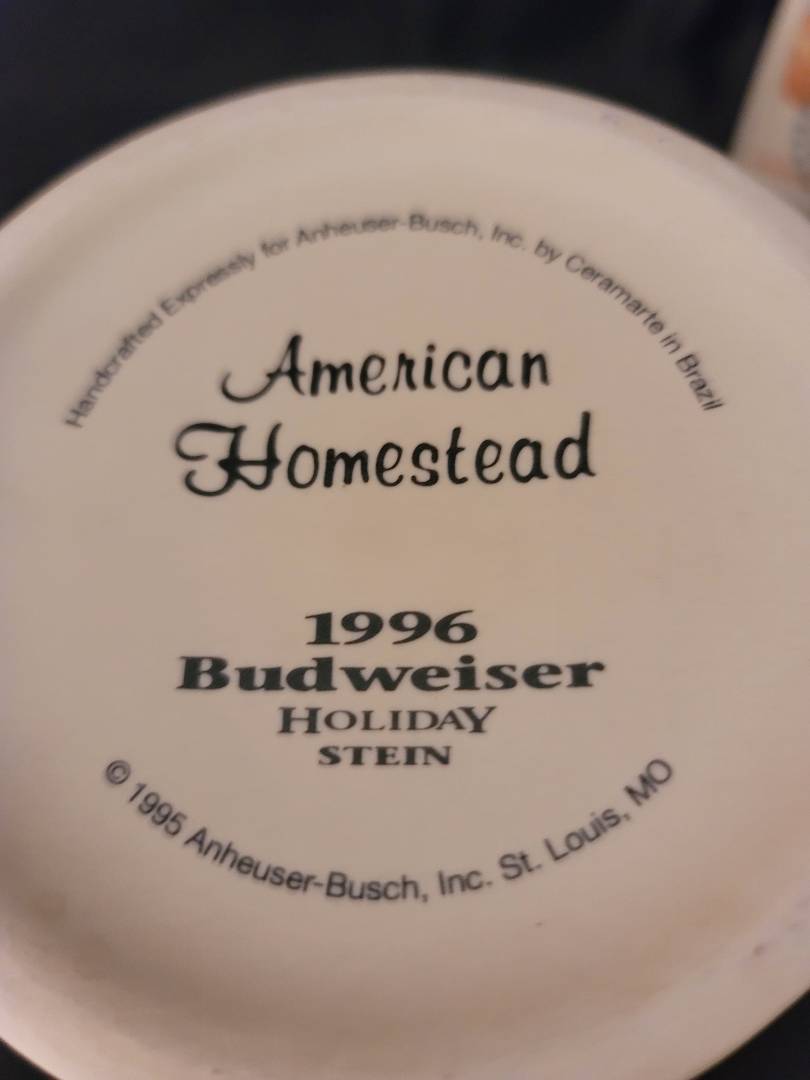 Handcrafted Expressly for Anheuser-Busch, Inc. by Ceramarte in Brazil
American
Homestead
1996
Budweiser
HOLIDAY
STEIN
© 1995 Anheuser-Busch, Inc. St. Louis, MO